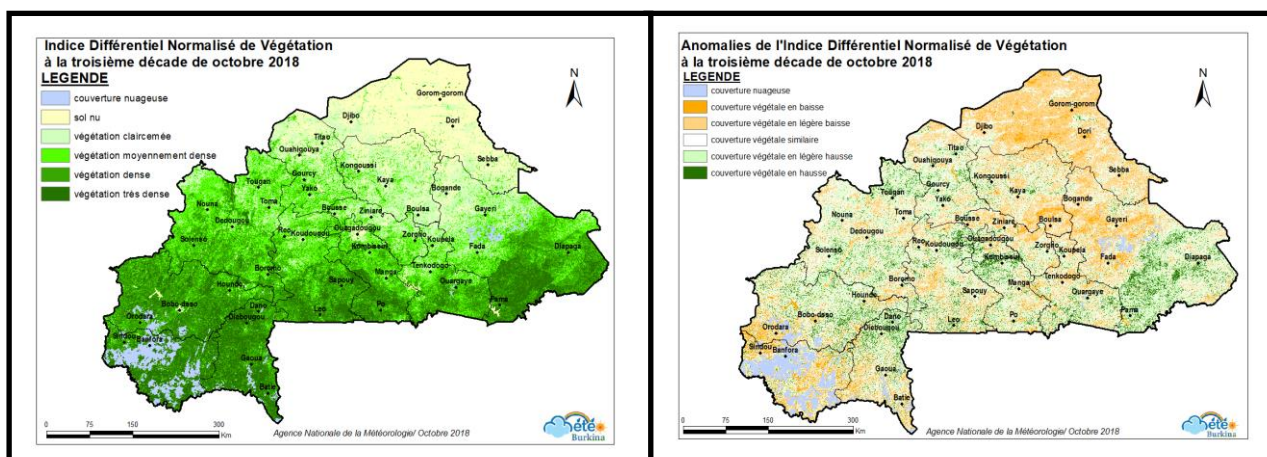 Indice Différentiel Normalisé de Végétation
à la troisième décade de octobre 2018
LEGENDE
couverture nuageuse
sol nu
végétation claircemée
végétation moyennement dense
végétation dense
végétation très dense
N
Gorom-gorom
Djibo
Dori
Titao
Ouahigouya
Sebba
Kongoussi
Gourcy
Kaya
Tougan
Yako
Bogande
Nouna
Toma
Bousse
Ziniare
Boulsa
Gayeri
Dedougou
Ouagadougou
Reo
Koudougou
Zorgho
Koupela
Solenso
Kombissiri
Fada
Diapaga
Boromo
Tenkodogo
Sapouy
Manga
Hounde
Ouargaye
Pama
Bobo-dsso
Dano
Leo
Po
Orodara
Diebougou
Sindou
Banfora
Gaoua
Batie
0 75 150 300
Km
Agence Nationale de la Météorologie/ Octobre 2018
été
Burkina
Anomalies de l'Indice Différentiel Normalisé de Végétation
à la troisième décade de octobre 2018
LEGENDE
couverture nuageuse
couverture végétale en baisse
couverture végétale en légère baisse
couverture végétale similaire
couverture végétale en légère hausse
couverture végétale en hausse
N
Gorom-gorom
Djibo
Dori
Titao
Ouahigouya
Sebba
Kongoussi
Gourcy
Kaya
Tougan
Yako
Bogande
Nouna
Toma
Bousse
Ziniare
Boulsa
Gayeri
Dedougou
Ouagadougou
Reo
Koudougou
Zorgho
Koupela
Solenso
Kombissiri
Fada
Diapaga
Boromo
Tenkodogo
Sapouy
Manga
Hounde
Ouargaye
Pama
Bobo-dsso
Dano
Leo
Po
Orodara
Diebougou
Sindou
Banfora
Gaoua
Batie
0 75 150 300
Km
Agence Nationale de la Météorologie/ Octobre 2018
été
Burkina